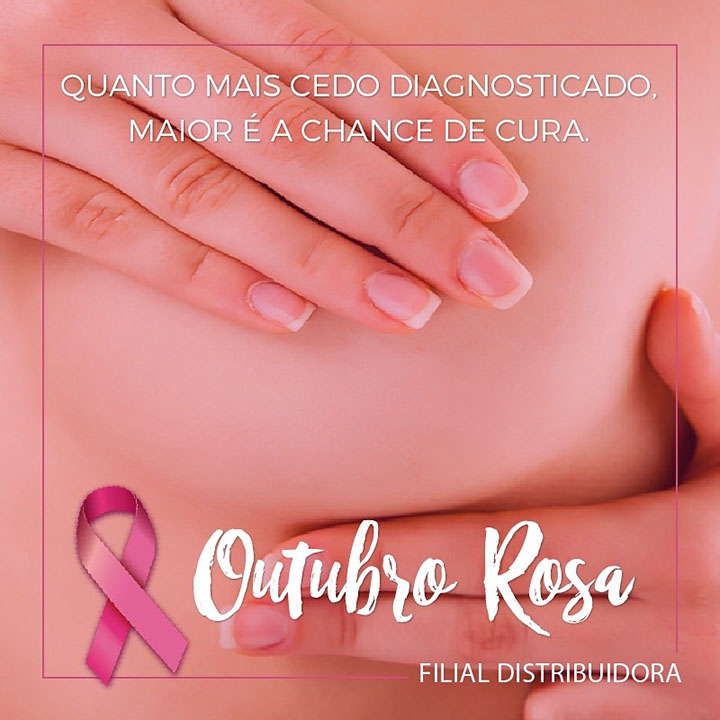 QUANTO MAIS CEDO DIAGNOSTICADO,
MAIOR É A CHANCE DE CURA.
Outubro Rosa
FILIAL DISTRIBUIDORA